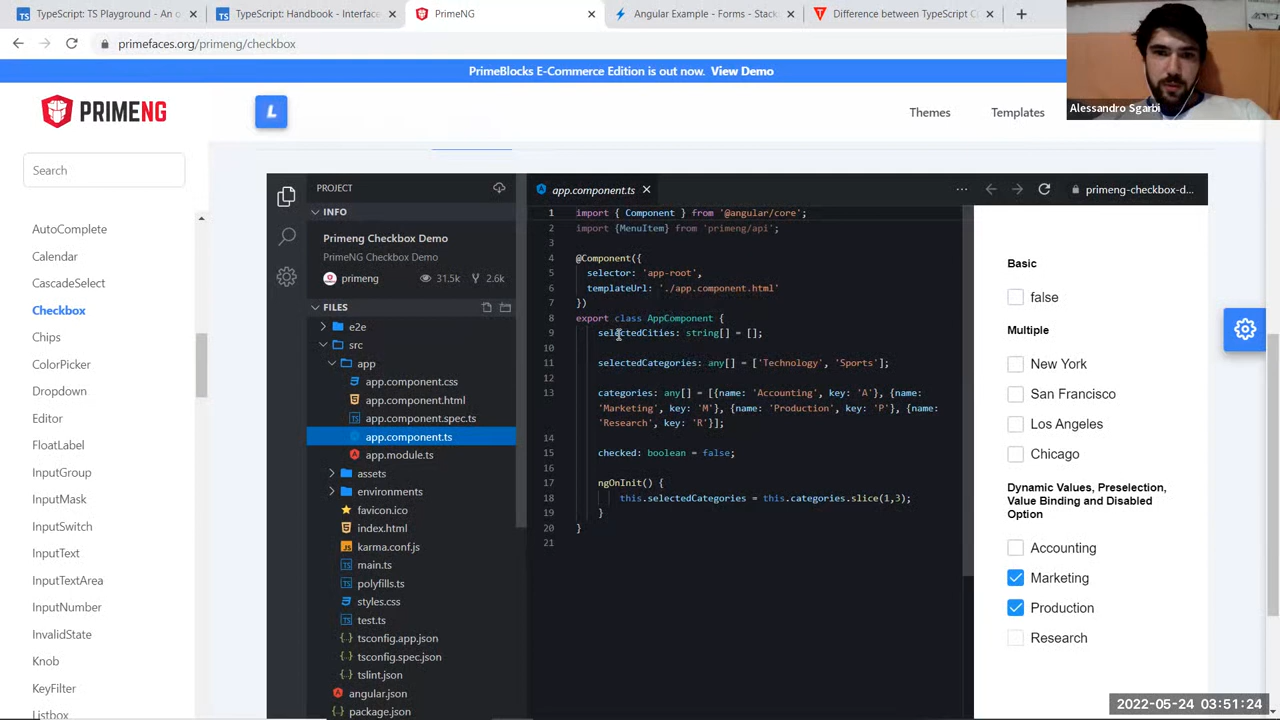 TypeScript: TS Playground - An o
TypeScript: Handbook - Interface
PrimeNG
Angular Example - Forms - Stack
Difference between TypeScript C
primefaces.org/primeng/checkbox
Alessandro Sgarbi
PrimeBlocks E-Commerce Edition is out now. View Demo
PRIMENG
L
Themes
Templates
Search
AutoComplete
Calendar
CascadeSelect
Checkbox
Chips
ColorPicker
Dropdown
Editor
FloatLabel
InputGroup
InputMask
InputSwitch
InputText
InputTextArea
InputNumber
InvalidState
Knob
KeyFilter
Listbox
PROJECT
INFO
Primeng Checkbox Demo
PrimeNG Checkbox Demo
primeng 31.5k 2.6k
FILES
e2e
src
app
app.component.css
app.component.html
app.component.spec.ts
app.component.ts
app.module.ts
assets
environments
favicon.ico
index.html
karma.conf.js
main.ts
polyfills.ts
styles.css
test.ts
tsconfig.app.json
tsconfig.spec.json
tslint.json
angular.json
package.json
app.component.ts
1 import { Component } from '@angular/core';
2 import {MenuItem} from 'primeng/api';
3
4 @Component({
5 selector: 'app-root',
6 templateUrl: './app.component.html'
7 })
8 export class AppComponent {
9 selectedCities: string[] = [];
10
11 selectedCategories: any[] = ['Technology', 'Sports'];
12
13 categories: any[] = [{name: 'Accounting', key: 'A'}, {name:
'Marketing', key: 'M'}, {name: 'Production', key: 'P'}, {name:
'Research', key: 'R'}];
14
15 checked: boolean = false;
16
17 ngOnInit() {
18 this.selectedCategories = this.categories.slice(1,3);
19 }
20 }
21
primeng-checkbox-d...
Basic
false
Multiple
New York
San Francisco
Los Angeles
Chicago
Dynamic Values, Preselection,
Value Binding and Disabled
Option
Accounting
Marketing
Production
Research
2022-05-24 03:51:24